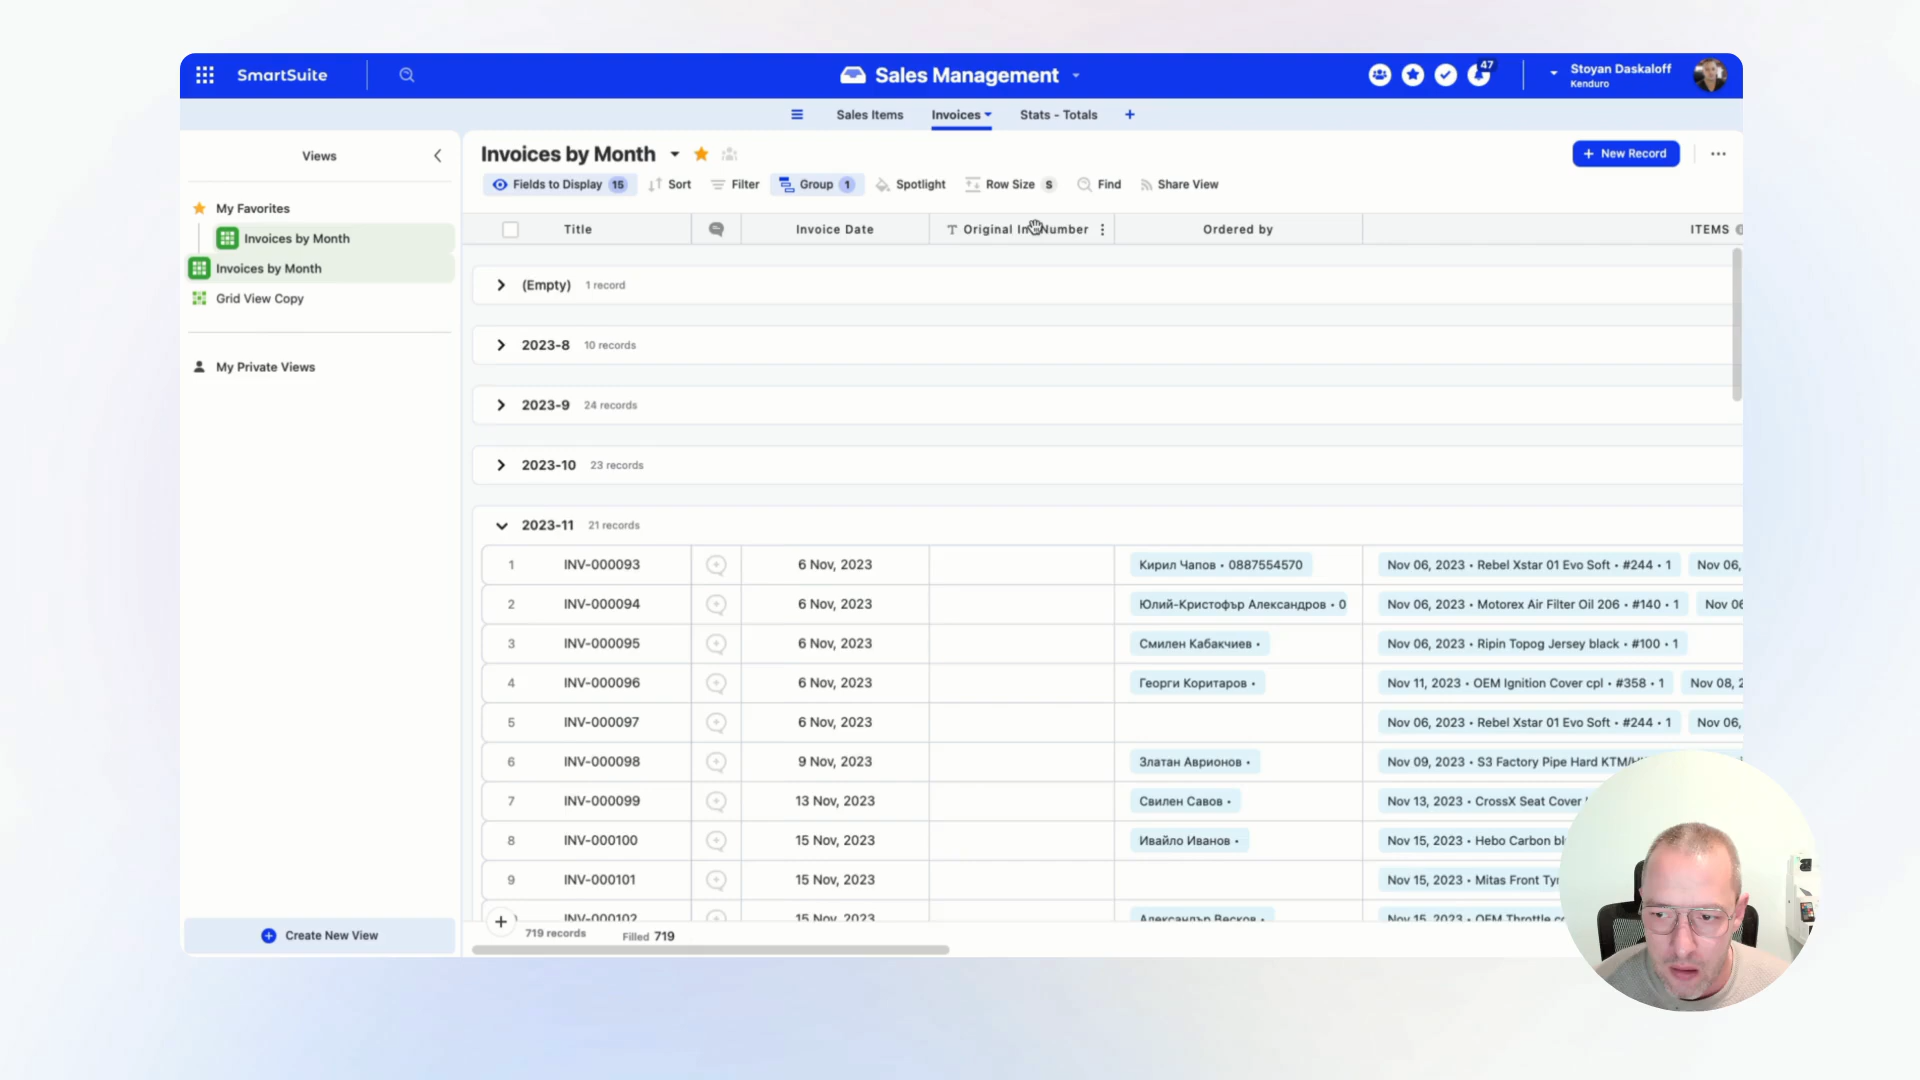 SmartSuite
Sales Management
47
Stoyan Daskaloff
Kenduro
Sales Items
Invoices
Stats - Totals
Views
Invoices by Month
New Record
Fields to Display 15
Sort
Filter
Group 1
Spotlight
Row Size S
Find
Share View
My Favorites
Invoices by Month
Invoices by Month
Grid View Copy
My Private Views
Create New View
Title
Invoice Date
Original In Number
Ordered by
ITEMS
(Empty) 1 record
2023-8 10 records
2023-9 24 records
2023-10 23 records
2023-11 21 records
1 INV-000093 6 Nov, 2023 Кирил Чапов • 0887554570 Nov 06, 2023 • Rebel Xstar 01 Evo Soft • #244 • 1 Nov 06,
2 INV-000094 6 Nov, 2023 Юлий-Кристофър Александров • 0 Nov 06, 2023 • Motorex Air Filter Oil 206 • #140 • 1 Nov 06
3 INV-000095 6 Nov, 2023 Смилен Кабакчиев • Nov 06, 2023 • Ripin Topog Jersey black • #100 • 1
4 INV-000096 6 Nov, 2023 Георги Коритаров • Nov 11, 2023 • OEM Ignition Cover cpl • #358 • 1 Nov 08, 2
5 INV-000097 6 Nov, 2023 Nov 06, 2023 • Rebel Xstar 01 Evo Soft • #244 • 1 Nov 06,
6 INV-000098 9 Nov, 2023 Златан Аврионов • Nov 09, 2023 • S3 Factory Pipe Hard KTM/H
7 INV-000099 13 Nov, 2023 Свилен Савов • Nov 13, 2023 • CrossX Seat Cover
8 INV-000100 15 Nov, 2023 Ивайло Иванов • Nov 15, 2023 • Hebo Carbon bl
9 INV-000101 15 Nov, 2023 Nov 15, 2023 • Mitas Front Ty
INV-000102 15 Nov, 2023 Александър Весков • Nov 15, 2023 • OEM Throttle c
719 records
Filled 719